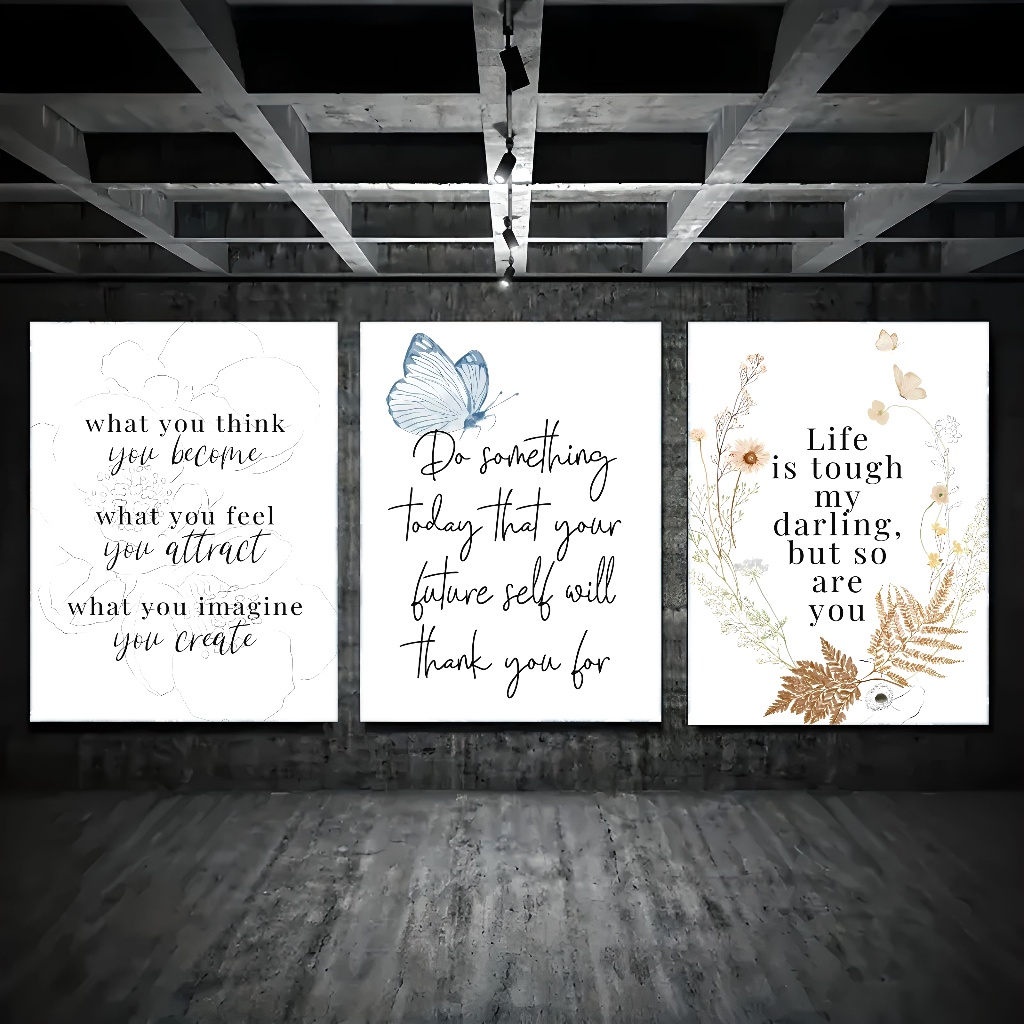 what you think
you become
what you feel
you attract
what you imagine
you create
Do something
today that your
future self will
thank you for
Life
is tough
my
darling,
but so
are
you